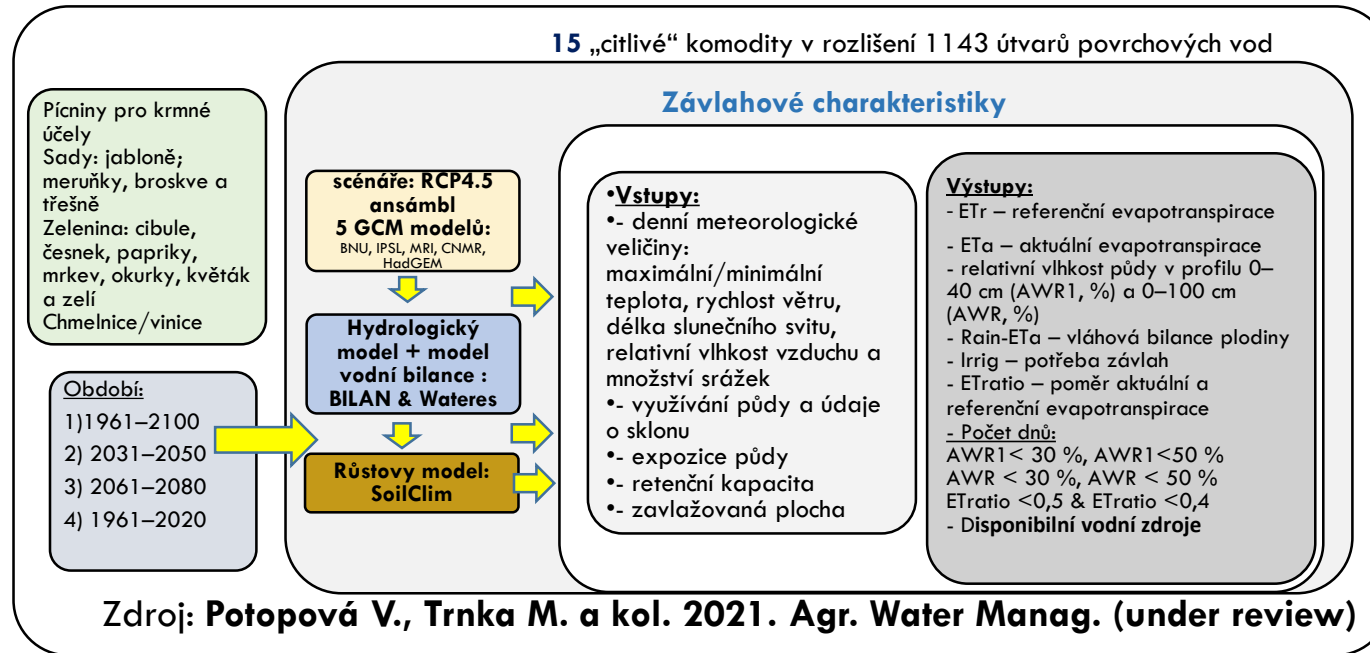 15 „citlivé“ komodity v rozlišení 1143 útvarů povrchových vod
Pícniny pro krmné
účely
Sady: jabloně;
meruňky, broskve a
třešně
Zelenina: cibule,
česnek, papriky,
mrkev, okurky, květák
a zelí
Chmelnice/vinice
Období:
1)1961–2100
2) 2031–2050
3) 2061–2080
4) 1961–2020
Závlahové charakteristiky
scénáře: RCP4.5
ansámbl
5 GCM modelů:
BNU, IPSL, MRI, CNMR,
HadGEM
Hydrologický
model + model
vodní bilance :
BILAN & Wateres
Růstovy model:
SoilClim
•Vstupy:
•- denní meteorologické
veličiny:
maximální/minimální
teplota, rychlost větru,
délka slunečního svitu,
relativní vlhkost vzduchu a
množství srážek
•- využívání půdy a údaje
o sklonu
•- expozice půdy
•- retenční kapacita
•- zavlažovaná plocha
Výstupy:
- ETr – referenční evapotranspirace
- ETa – aktuální evapotranspirace
- relativní vlhkost půdy v profilu 0–
40 cm (AWR1, %) a 0–100 cm
(AWR, %)
- Rain-ETa – vláhová bilance plodiny
- Irrig – potřeba závlah
- ETratio – poměr aktuální a
referenční evapotranspirace
- Počet dnů:
AWR1< 30 %, AWR1<50 %
AWR < 30 %, AWR < 50 %
ETratio <0,5 & ETratio <0,4
- Disponibilní vodní zdroje
Zdroj: Potopová V., Trnka M. a kol. 2021. Agr. Water Manag. (under review)